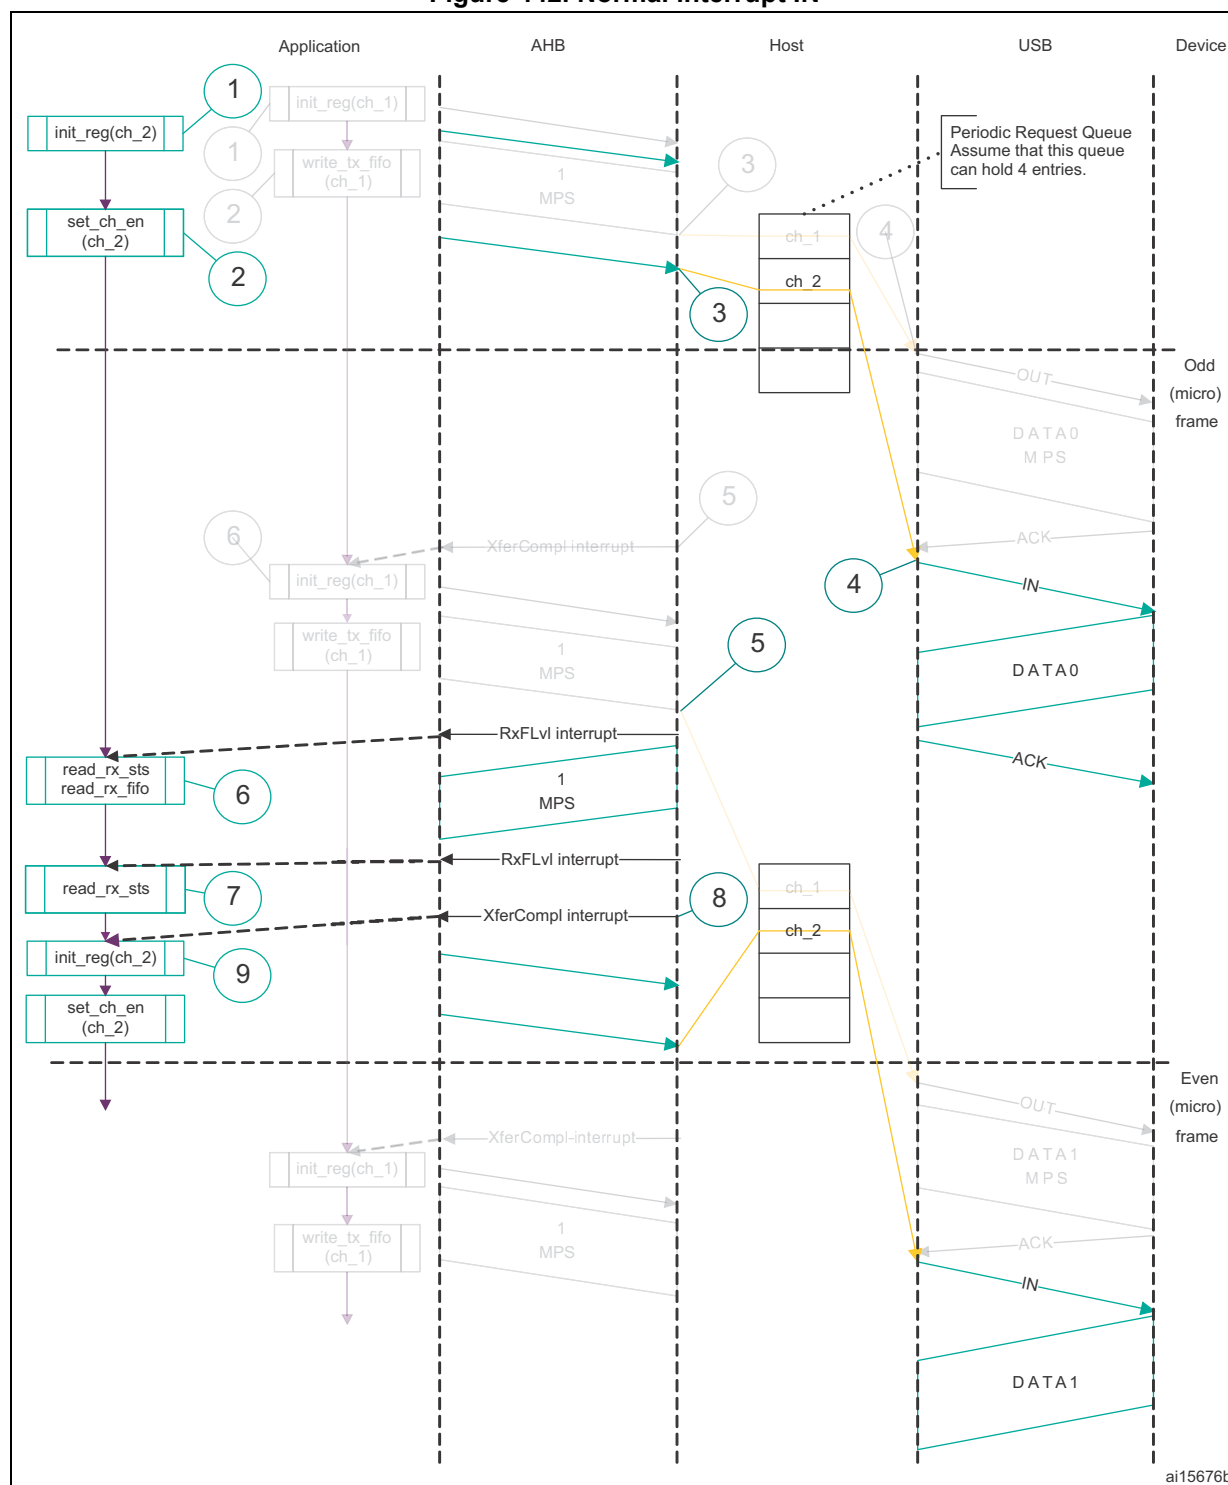 Application AHB Host USB Device
1
init_reg(ch_1)
init_reg(ch_2)
Periodic Request Queue
Assume that this queue
can hold 4 entries.
1
write_tx_fifo
(ch_1)
1
MPS
3
2
set_ch_en
(ch_2)
ch_1
4
2
ch_2
3
Odd
(micro)
frame
OUT
DATA0
MPS
5
6
XferCompl interrupt
ACK
init_reg(ch_1)
4
IN
write_tx_fifo
(ch_1)
1
MPS
5
DATA0
RxFLvl interrupt
ACK
read_rx_sts
read_rx_fifo
6
1
MPS
RxFLvl interrupt
read_rx_sts
7
8
ch_1
XferCompl interrupt
ch_2
init_reg(ch_2)
9
set_ch_en
(ch_2)
Even
(micro)
frame
OUT
XferCompl-interrupt
DATA1
MPS
init_reg(ch_1)
write_tx_fifo
(ch_1)
1
MPS
ACK
IN
DATA1
ai15676b